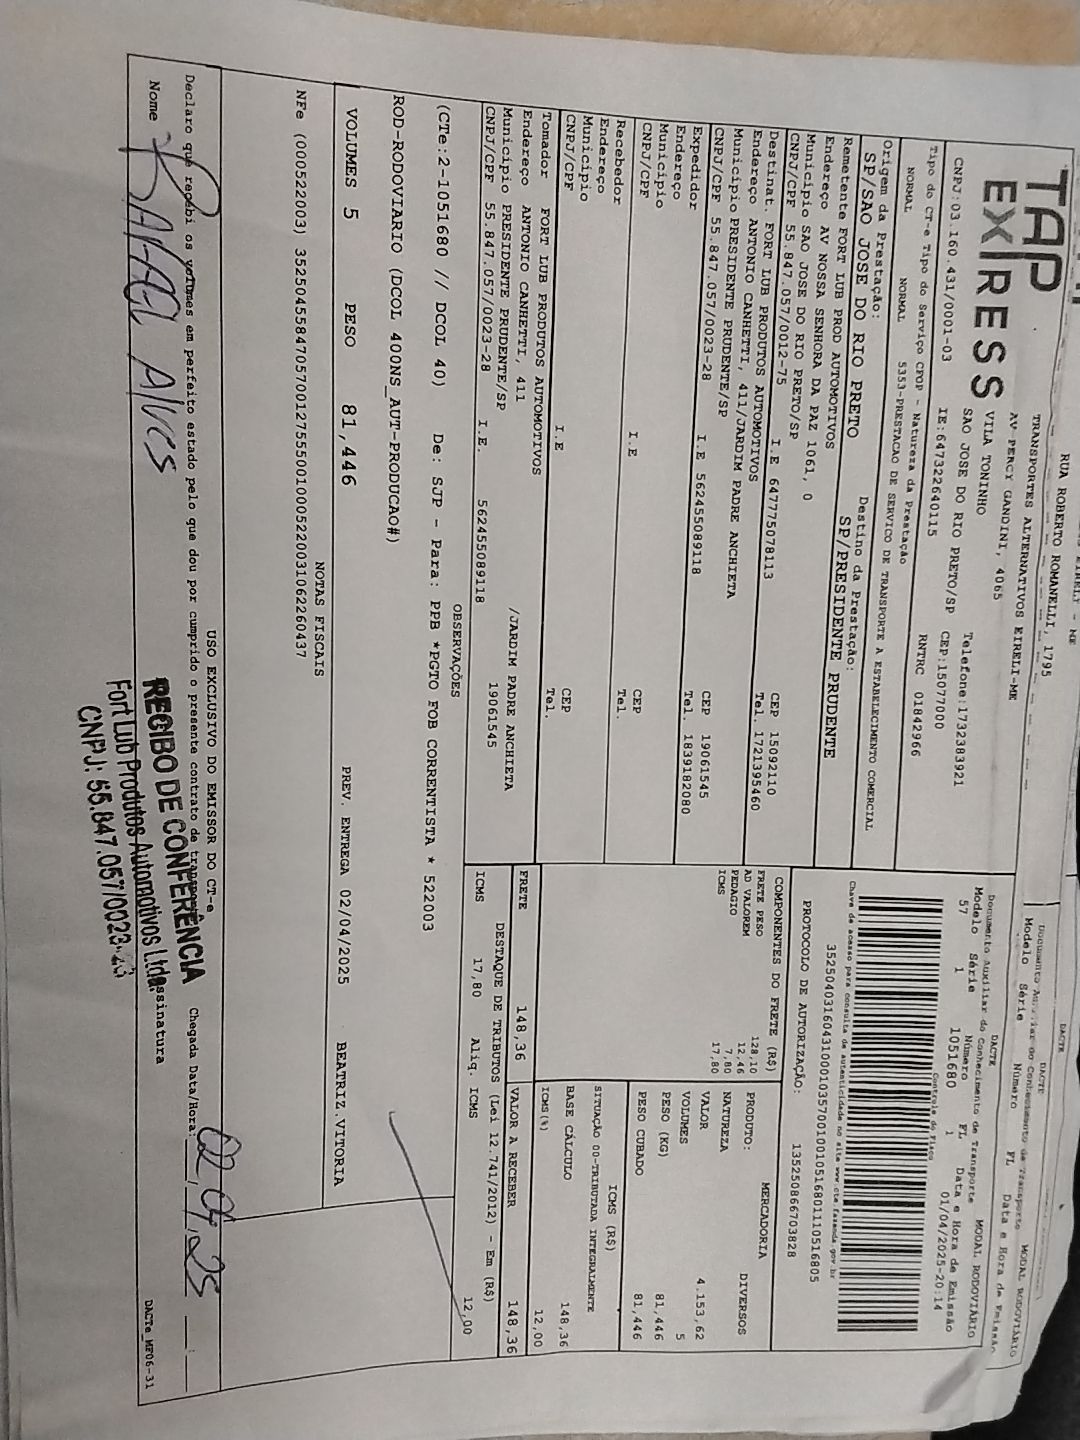 RUA ROBERTO ROMANELLI, 1795
DACTE
Modelo Série Número FL Data e Hora de Emissão
TAP EXPRESS
TRANSPORTES ALTERNATIVOS EIRELI-ME
AV PERCY GANDINI, 4065
VILA TONINHO
SAO JOSE DO RIO PRETO/SP
Telefone:1732383921
CEP:15077000
CNPJ:03.160.431/0001-03
IE:647322640115
RNTRC 01842966
DACTE
Documento Auxiliar do Conhecimento de Transporte
MODAL RODOVIÁRIO
Modelo Série Número FL Data e Hora de Emissão
57 1 1051680 1 01/04/2025-20:14
Controle do Fisco
Tipo do CT-e Tipo do Serviço CFOP - Natureza da Prestação
NORMAL NORMAL 5353-PRESTACAO DE SERVICO DE TRANSPORTE A ESTABELECIMENTO COMERCIAL
Chave de acesso para consulta de autenticidade no site www.cte.fazenda.gov.br
35250403160431000103570010010516801110516805
PROTOCOLO DE AUTORIZAÇÃO: 135250866703828
Origem da Prestação: Destino da Prestação:
SP/SAO JOSE DO RIO PRETO SP/PRESIDENTE PRUDENTE
Remetente FORT LUB PROD AUTOMOTIVOS
Endereço AV NOSSA SENHORA DA PAZ 1061, 0
Município SAO JOSE DO RIO PRETO/SP CEP 15092110
CNPJ/CPF 55.847.057/0012-75 I.E 647775078113 Tel. 1721395460
Destinat. FORT LUB PRODUTOS AUTOMOTIVOS
Endereço ANTONIO CANHETTI, 411/JARDIM PADRE ANCHIETA
Município PRESIDENTE PRUDENTE/SP CEP 19061545
CNPJ/CPF 55.847.057/0023-28 I.E 562455089118 Tel. 1839182080
Expedidor
Endereço
Município CEP
CNPJ/CPF I.E Tel.
Recebedor
Endereço
Município CEP
CNPJ/CPF I.E Tel.
Tomador FORT LUB PRODUTOS AUTOMOTIVOS
Endereço ANTONIO CANHETTI, 411 /JARDIM PADRE ANCHIETA
Município PRESIDENTE PRUDENTE/SP 19061545
CNPJ/CPF 55.847.057/0023-28 I.E. 562455089118
COMPONENTES DO FRETE (R$)
FRETE PESO 128,10
AD VALOREM 12,46
PEDAGIO 7,80
ICMS 17,80
MERCADORIA
PRODUTO: DIVERSOS
NATUREZA
VALOR 4.153,62
VOLUMES 5
PESO (KG) 81,446
PESO CUBADO 81,446
ICMS (R$)
SITUAÇÃO 00-TRIBUTADA INTEGRALMENTE
BASE CÁLCULO 148,36
ICMS(%) 12,00
FRETE 148,36 VALOR A RECEBER 148,36
DESTAQUE DE TRIBUTOS (Lei 12.741/2012) - Em (R$)
ICMS 17,80 Aliq. ICMS 12,00
OBSERVAÇÕES
(CTe:2-1051680 // DCOL 40) De: SJP - Para: PPB *PGTO FOB CORRENTISTA * 522003
ROD-RODOVIARIO (DCOL 400NS_AUT-PRODUCAO#)
VOLUMES 5 PESO 81,446 PREV. ENTREGA 02/04/2025 BEATRIZ.VITORIA
NOTAS FISCAIS
NFe (000522003) 35250455847057001275550010005220031062260437
USO EXCLUSIVO DO EMISSOR DO CT-e
Declaro que recebi os volumes em perfeito estado pelo que dou por cumprido o presente contrato de transporte Chegada Data/Hora: 02/04/25
Nome RAFAEL Alves Assinatura
RECIBO DE CONFERÊNCIA
Fort Lub Produtos Automotivos Ltda.
CNPJ: 55.847.057/0023-
DACTe_MF06-31